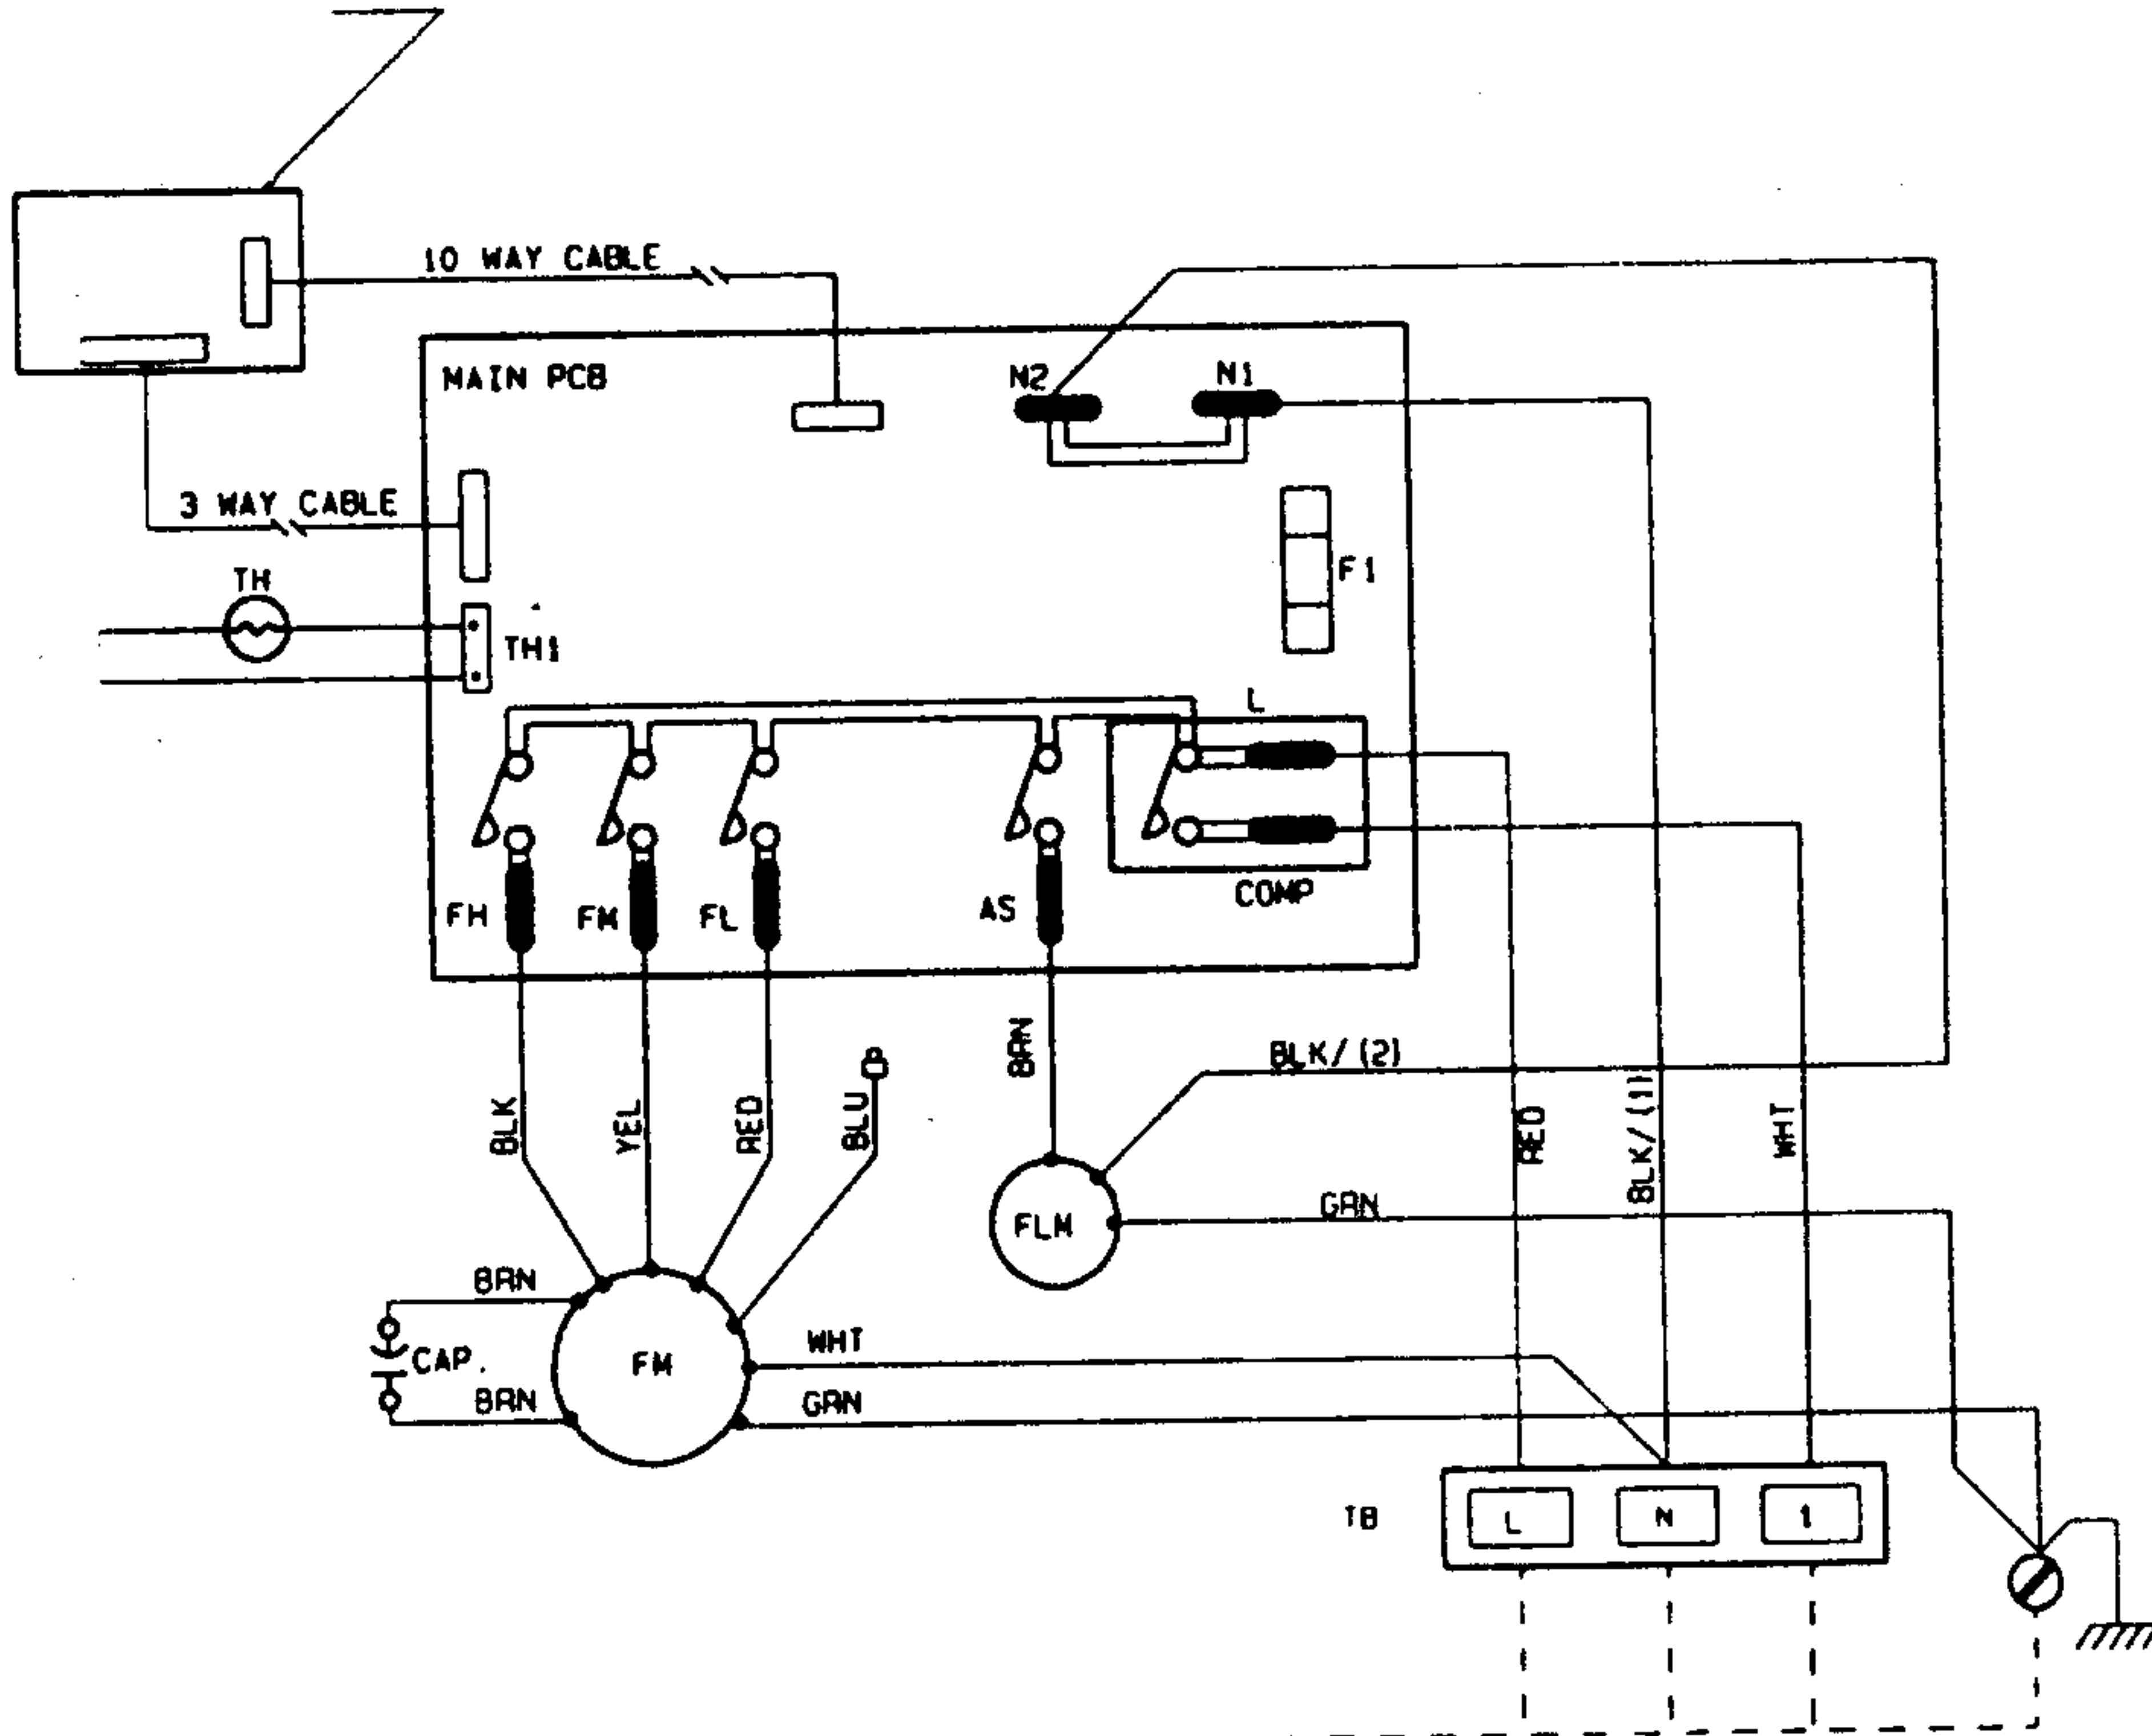 10 WAY CABLE
MAIN PCB
N2
N1
3 WAY CABLE
F1
TH
TH1
L
FH
FM
FL
AS
COMP
BRN
BLK/(2)
BLK
YEL
RED
BLU
RED
BLK/(1)
WHT
FLM
GRN
BRN
WHT
CAP.
FM
BRN
GRN
TB
L
N
1